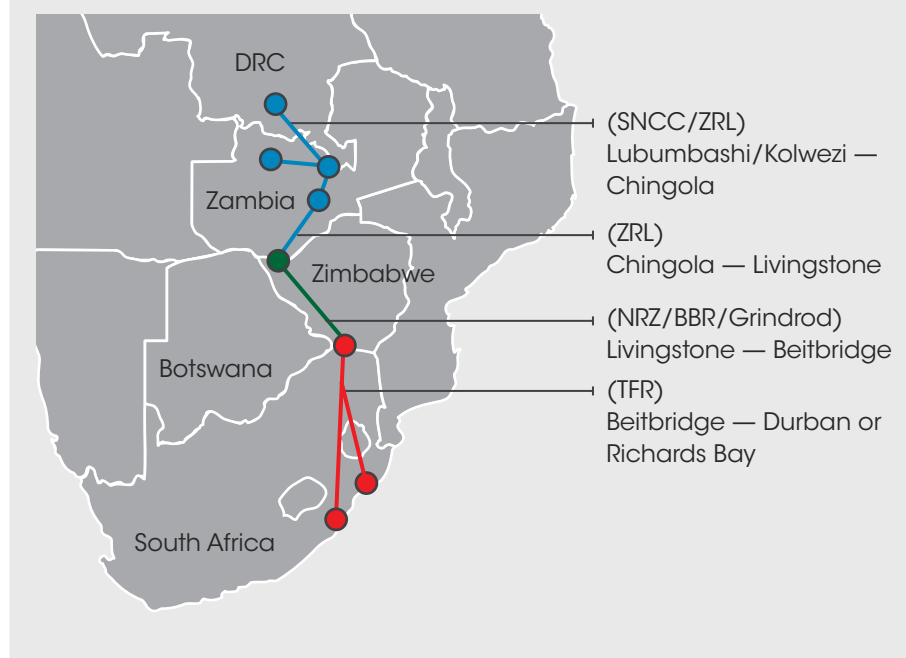 DRC
Zambia
Zimbabwe
Botswana
South Africa
(SNCC/ZRL)
Lubumbashi/Kolwezi —
Chingola
(ZRL)
Chingola — Livingstone
(NRZ/BBR/Grindrod)
Livingstone — Beitbridge
(TFR)
Beitbridge — Durban or
Richards Bay